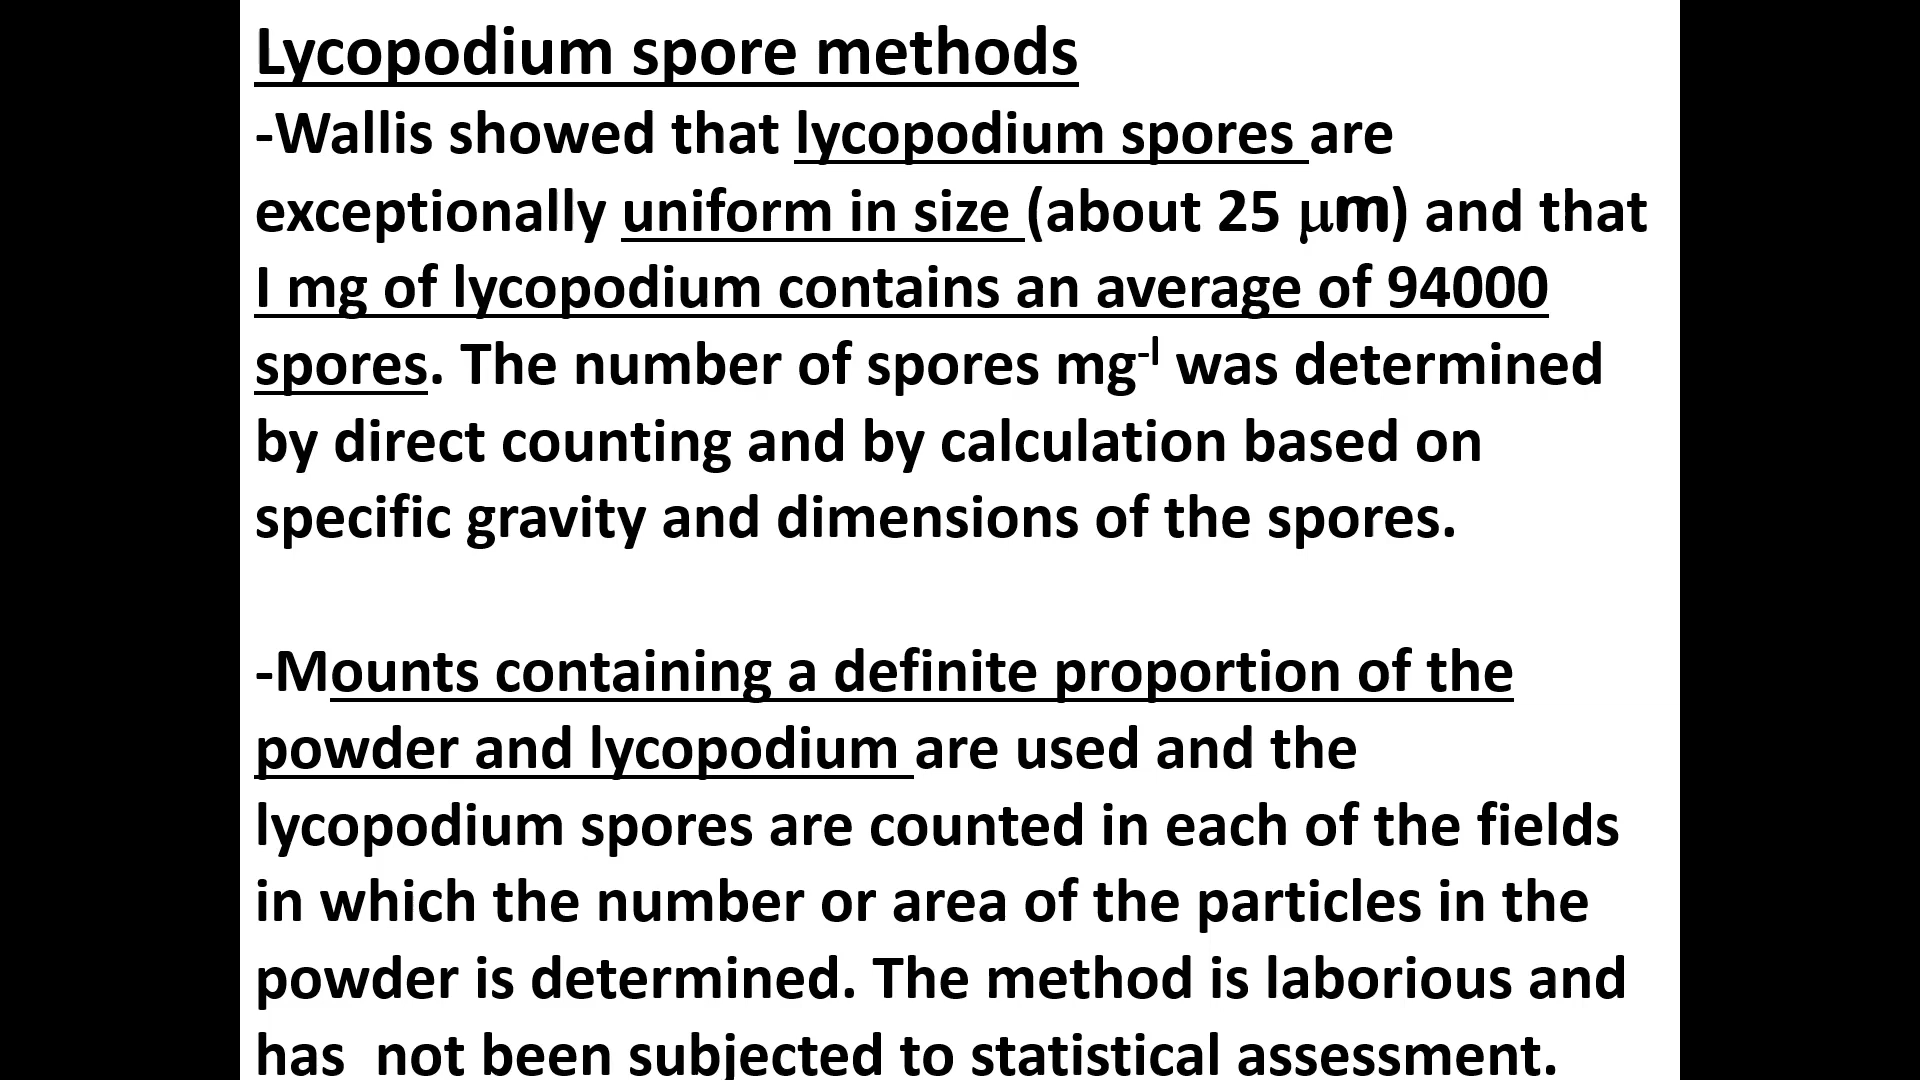 Lycopodium spore methods
-Wallis showed that lycopodium spores are
exceptionally uniform in size (about 25 μm) and that
I mg of lycopodium contains an average of 94000
spores. The number of spores mg-l was determined
by direct counting and by calculation based on
specific gravity and dimensions of the spores.
-Mounts containing a definite proportion of the
powder and lycopodium are used and the
lycopodium spores are counted in each of the fields
in which the number or area of the particles in the
powder is determined. The method is laborious and
has  not been subjected to statistical assessment.